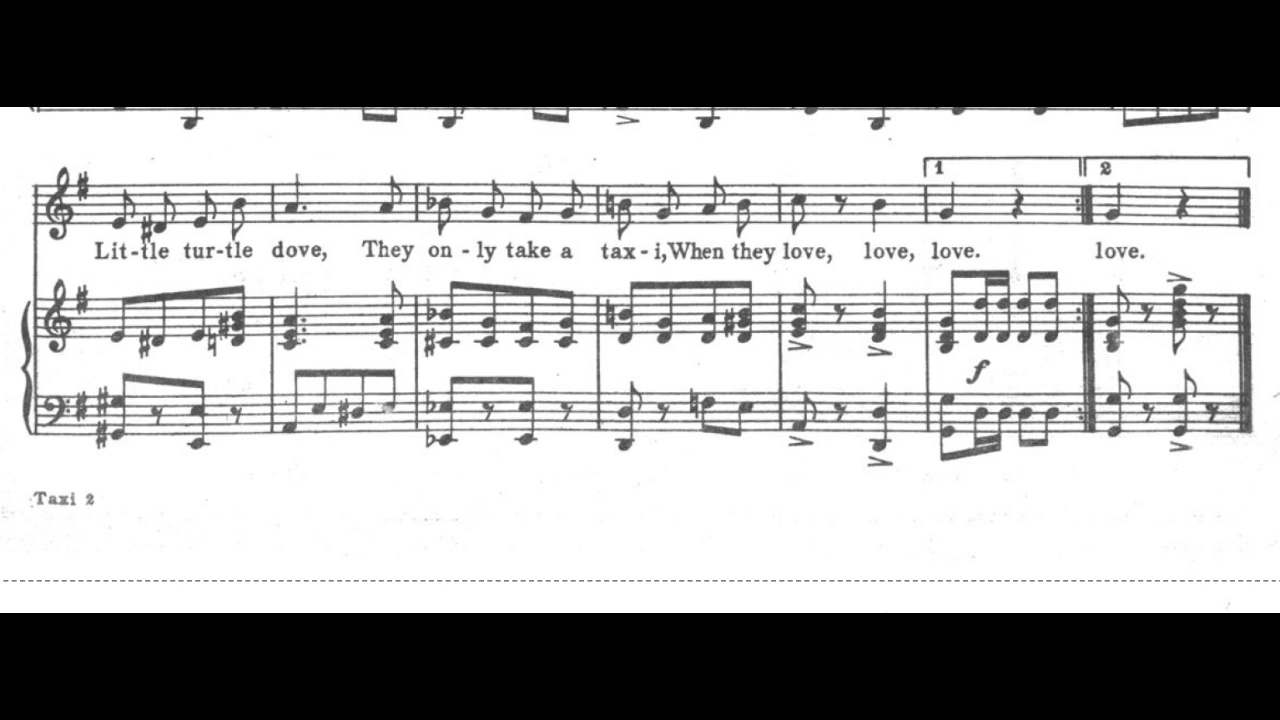 1 2
Lit-tle tur-tle dove, They on-ly take a tax-i, When they love, love, love. love.
f
Taxi 2